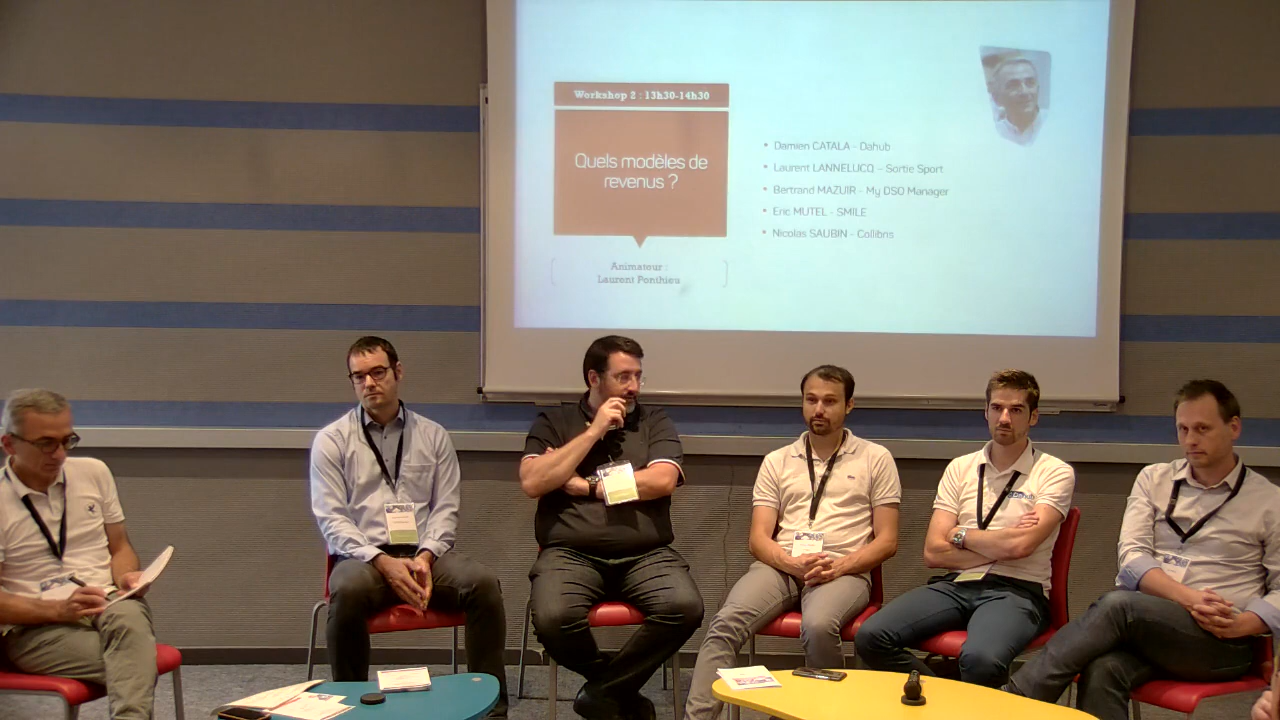 Workshop 2 : 13h30-14h30
Quels modèles de
revenus ?
Animateur :
Laurent Ponthieu
• Damien CATALA - Dahub
• Laurent LANNELUCQ - Sortie Sport
• Bertrand MAZUIR - My DSO Manager
• Eric MUTEL - SMILE
• Nicolas SAUBIN - Collibris
Dahub